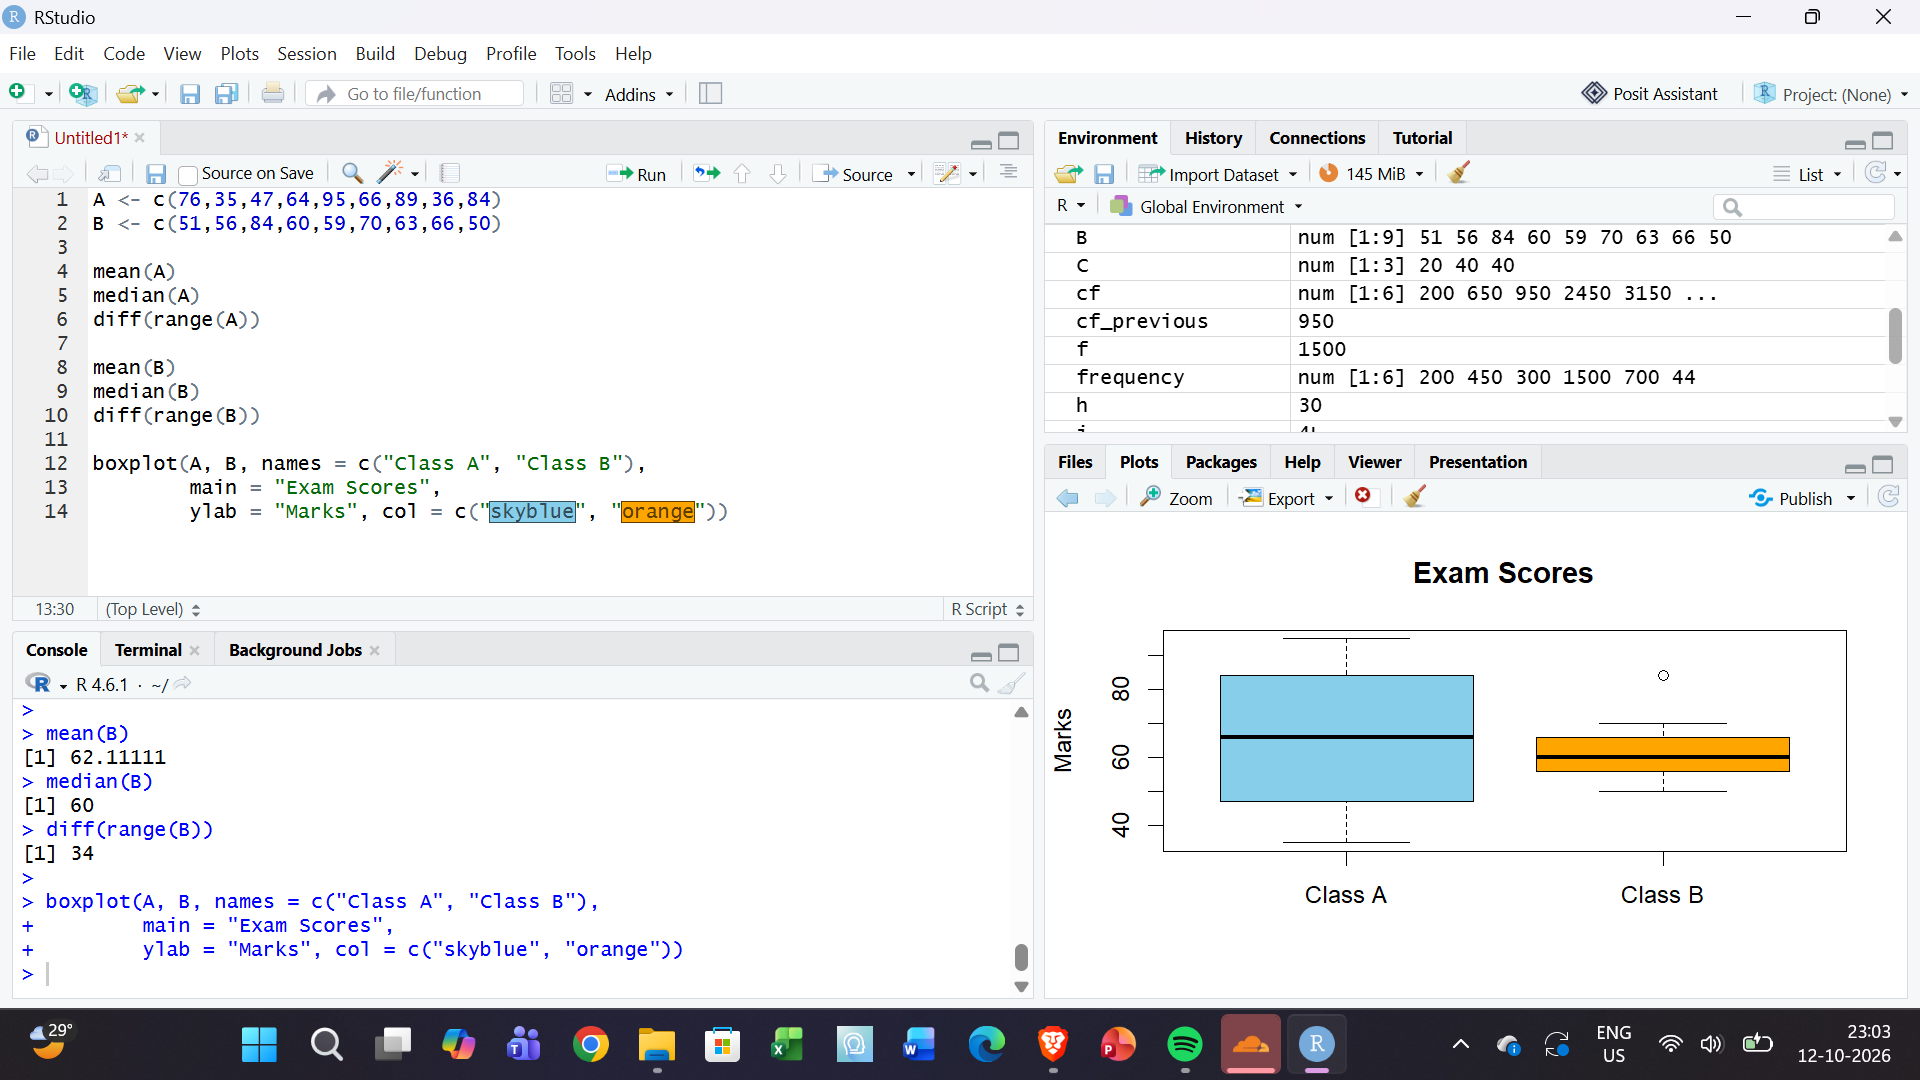 RStudio
File Edit Code View Plots Session Build Debug Profile Tools Help
Go to file/function Addins Posit Assistant Project: (None)
Untitled1*
Source on Save Run Source
1 A <- c(76,35,47,64,95,66,89,36,84)
2 B <- c(51,56,84,60,59,70,63,66,50)
3
4 mean(A)
5 median(A)
6 diff(range(A))
7
8 mean(B)
9 median(B)
10 diff(range(B))
11
12 boxplot(A, B, names = c("Class A", "Class B"),
13 main = "Exam Scores",
14 ylab = "Marks", col = c("skyblue", "orange"))
13:30 (Top Level) R Script
Console Terminal Background Jobs
R R 4.6.1 · ~/
>
> mean(B)
[1] 62.11111
> median(B)
[1] 60
> diff(range(B))
[1] 34
>
> boxplot(A, B, names = c("Class A", "Class B"),
+ main = "Exam Scores",
+ ylab = "Marks", col = c("skyblue", "orange"))
>
Environment History Connections Tutorial
Import Dataset 145 MiB List
R Global Environment
B num [1:9] 51 56 84 60 59 70 63 66 50
C num [1:3] 20 40 40
cf num [1:6] 200 650 950 2450 3150 ...
cf_previous 950
f 1500
frequency num [1:6] 200 450 300 1500 700 44
h 30
Files Plots Packages Help Viewer Presentation
Zoom Export Publish
Exam Scores
Marks
80
60
40
Class A Class B
29°
ENG
US
23:03
12-10-2026